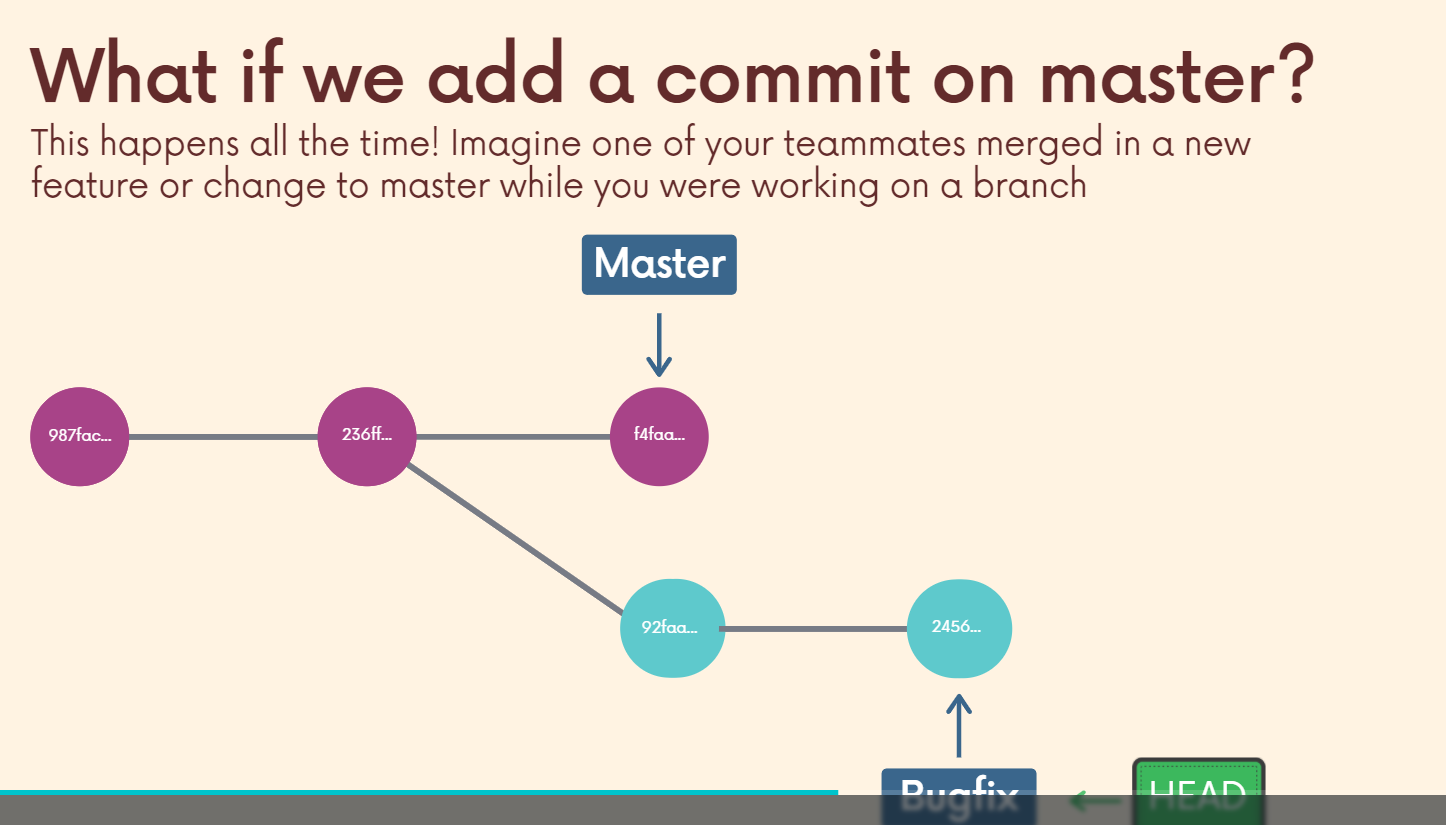 What if we add a commit on master?
This happens all the time! Imagine one of your teammates merged in a new
feature or change to master while you were working on a branch
Master
987fac...
236ff...
f4faa...
92faa...
2456...
Bugfix
HEAD